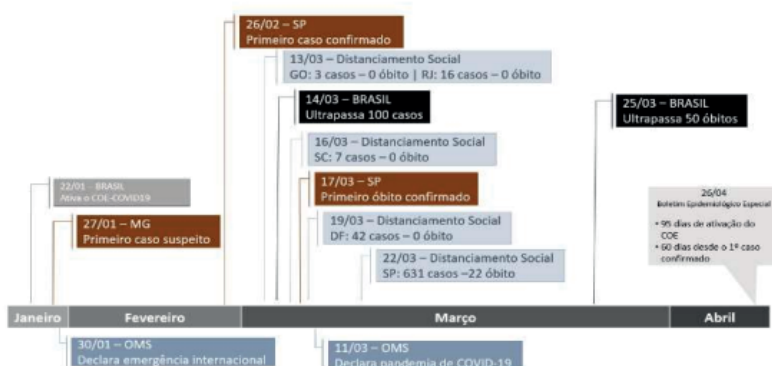 26/02 – SP
Primeiro caso confirmado
13/03 – Distanciamento Social
GO: 3 casos – 0 óbito | RJ: 16 casos – 0 óbito
14/03 – BRASIL
Ultrapassa 100 casos
25/03 – BRASIL
Ultrapassa 50 óbitos
16/03 – Distanciamento Social
SC: 7 casos – 0 óbito
22/01 – BRASIL
Ativa o COE-COVID19
17/03 – SP
Primeiro óbito confirmado
26/04
Boletim Epidemiológico Especial
• 95 dias de ativação do
COE
• 60 dias desde o 1º caso
confirmado
27/01 – MG
Primeiro caso suspeito
19/03 – Distanciamento Social
DF: 42 casos – 0 óbito
22/03 – Distanciamento Social
SP: 631 casos –22 óbito
Janeiro
Fevereiro
Março
Abril
30/01 – OMS
Declara emergência internacional
11/03 – OMS
Declara pandemia de COVID-19